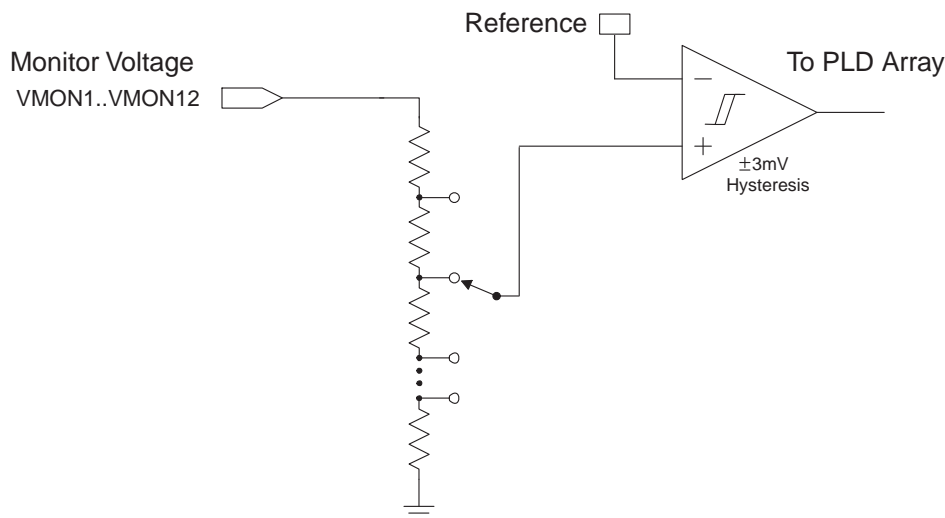 Reference
Monitor Voltage
VMON1..VMON12
To PLD Array
−
+
±3mV
Hysteresis